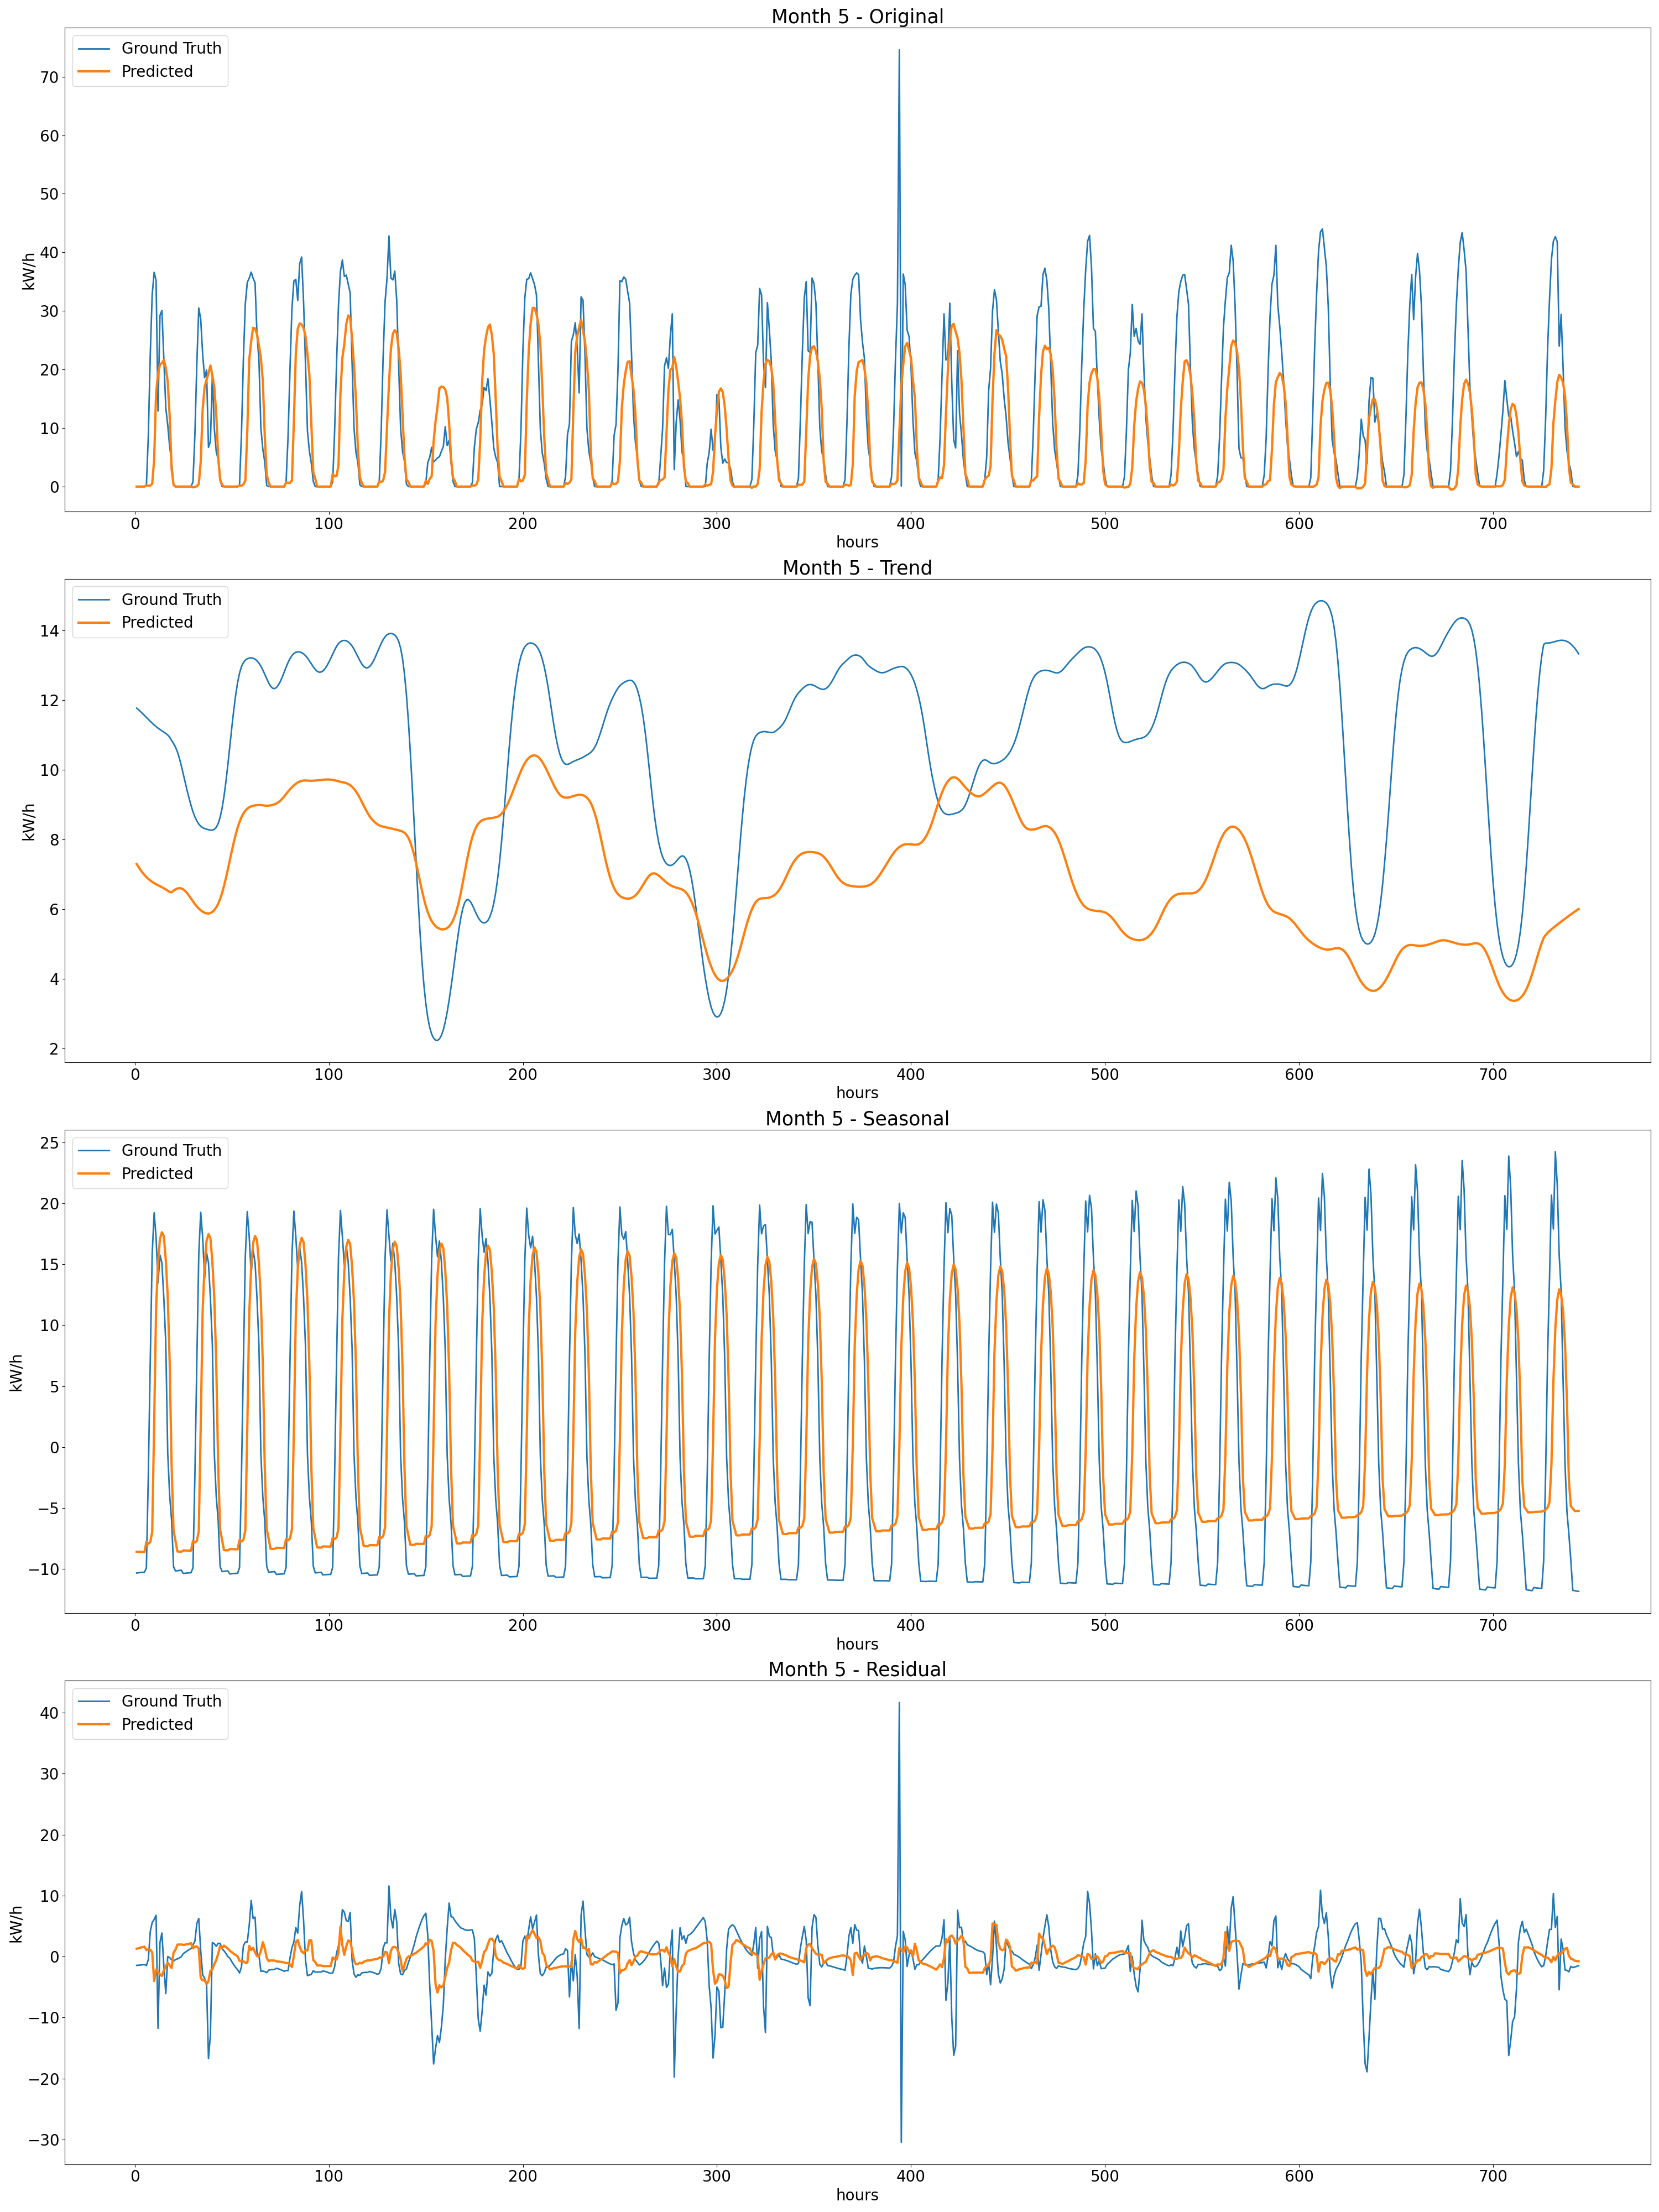 Month 5 - Original
Ground Truth
Predicted
70
60
50
40
30
20
10
0
kW/h
0 100 200 300 400 500 600 700
hours
Month 5 - Trend
Ground Truth
Predicted
14
12
10
8
6
4
2
kW/h
0 100 200 300 400 500 600 700
hours
Month 5 - Seasonal
Ground Truth
Predicted
25
20
15
10
5
0
−5
−10
kW/h
0 100 200 300 400 500 600 700
hours
Month 5 - Residual
Ground Truth
Predicted
40
30
20
10
0
−10
−20
−30
kW/h
0 100 200 300 400 500 600 700
hours